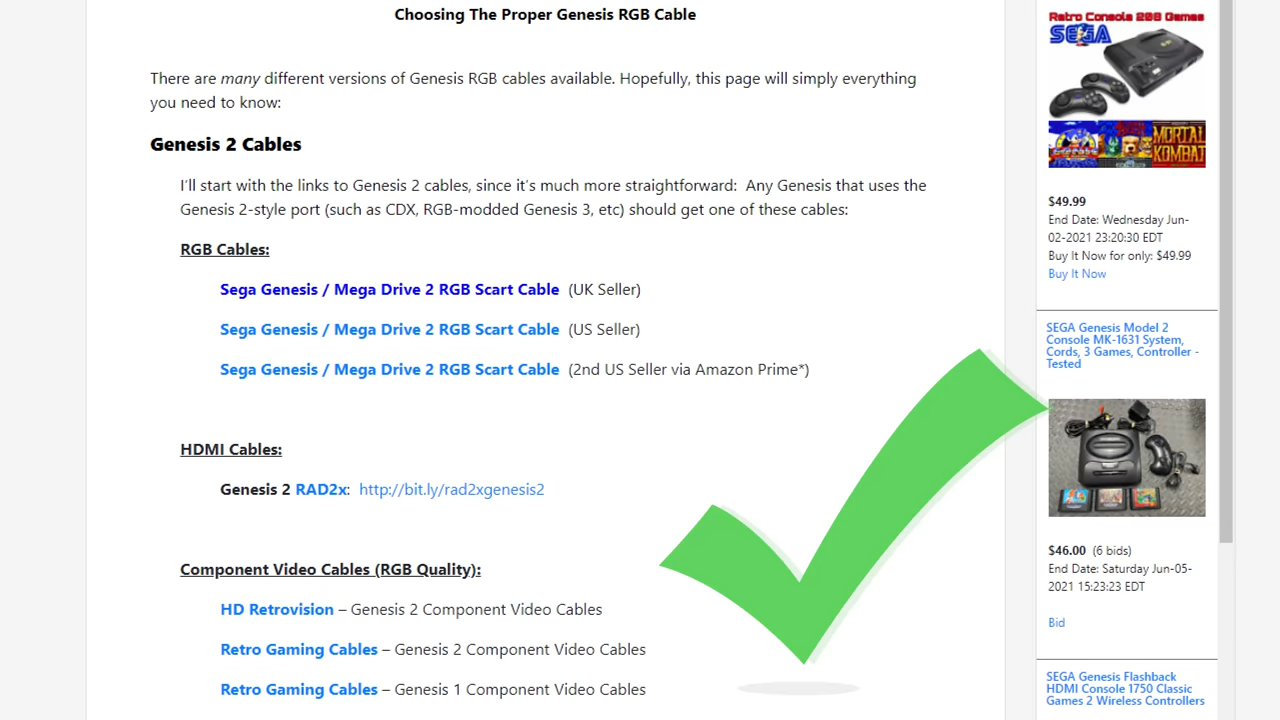 Choosing The Proper Genesis RGB Cable
There are many different versions of Genesis RGB cables available. Hopefully, this page will simply everything
you need to know:
Genesis 2 Cables
I'll start with the links to Genesis 2 cables, since it's much more straightforward:  Any Genesis that uses the
Genesis 2-style port (such as CDX, RGB-modded Genesis 3, etc) should get one of these cables:
RGB Cables:
Sega Genesis / Mega Drive 2 RGB Scart Cable  (UK Seller)
Sega Genesis / Mega Drive 2 RGB Scart Cable  (US Seller)
Sega Genesis / Mega Drive 2 RGB Scart Cable  (2nd US Seller via Amazon Prime*)
HDMI Cables:
Genesis 2 RAD2x:  http://bit.ly/rad2xgenesis2
Component Video Cables (RGB Quality):
HD Retrovision – Genesis 2 Component Video Cables
Retro Gaming Cables – Genesis 2 Component Video Cables
Retro Gaming Cables – Genesis 1 Component Video Cables
Retro Console 208 Games
SEGA
MORTAL
KOMBAT
$49.99
End Date: Wednesday Jun-
02-2021 23:20:30 EDT
Buy It Now for only: $49.99
Buy It Now
SEGA Genesis Model 2
Console MK-1631 System,
Cords, 3 Games, Controller -
Tested
$46.00  (6 bids)
End Date: Saturday Jun-05-
2021 15:23:23 EDT
Bid
SEGA Genesis Flashback
HDMI Console 1750 Classic
Games 2 Wireless Controllers